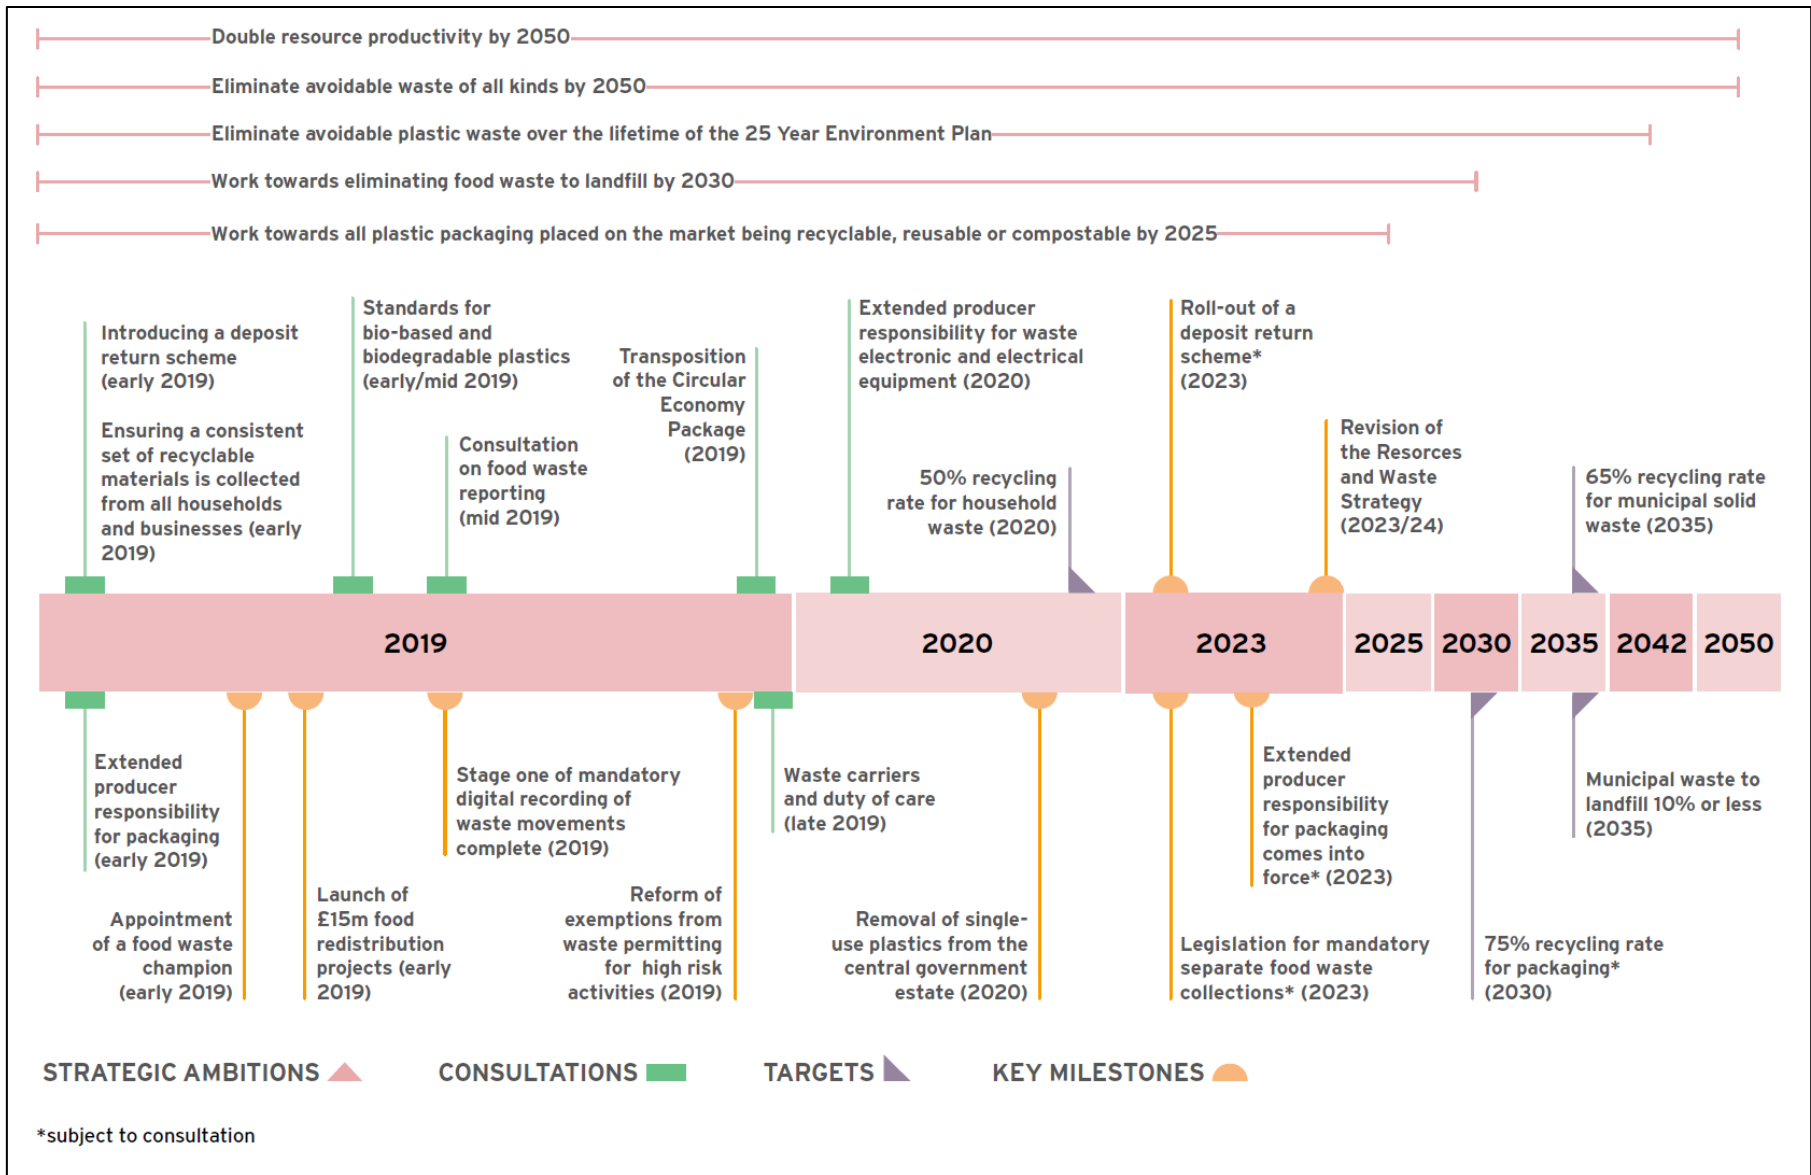 Double resource productivity by 2050
Eliminate avoidable waste of all kinds by 2050
Eliminate avoidable plastic waste over the lifetime of the 25 Year Environment Plan
Work towards eliminating food waste to landfill by 2030
Work towards all plastic packaging placed on the market being recyclable, reusable or compostable by 2025
Introducing a deposit
return scheme
(early 2019)
Ensuring a consistent
set of recyclable
materials is collected
from all households
and businesses (early
2019)
Standards for
bio-based and
biodegradable plastics
(early/mid 2019)
Consultation
on food waste
reporting
(mid 2019)
Transposition
of the Circular
Economy
Package
(2019)
Extended producer
responsibility for waste
electronic and electrical
equipment (2020)
50% recycling
rate for household
waste (2020)
Roll-out of a
deposit return
scheme*
(2023)
Revision of
the Resorces
and Waste
Strategy
(2023/24)
65% recycling rate
for municipal solid
waste (2035)
2019
2020
2023
2025
2030
2035
2042
2050
Extended
producer
responsibility
for packaging
(early 2019)
Appointment
of a food waste
champion
(early 2019)
Launch of
£15m food
redistribution
projects (early
2019)
Stage one of mandatory
digital recording of
waste movements
complete (2019)
Reform of
exemptions from
waste permitting
for high risk
activities (2019)
Waste carriers
and duty of care
(late 2019)
Removal of single-
use plastics from the
central government
estate (2020)
Legislation for mandatory
separate food waste
collections* (2023)
Extended
producer
responsibility
for packaging
comes into
force* (2023)
75% recycling rate
for packaging*
(2030)
Municipal waste to
landfill 10% or less
(2035)
STRATEGIC AMBITIONS
CONSULTATIONS
TARGETS
KEY MILESTONES
*subject to consultation